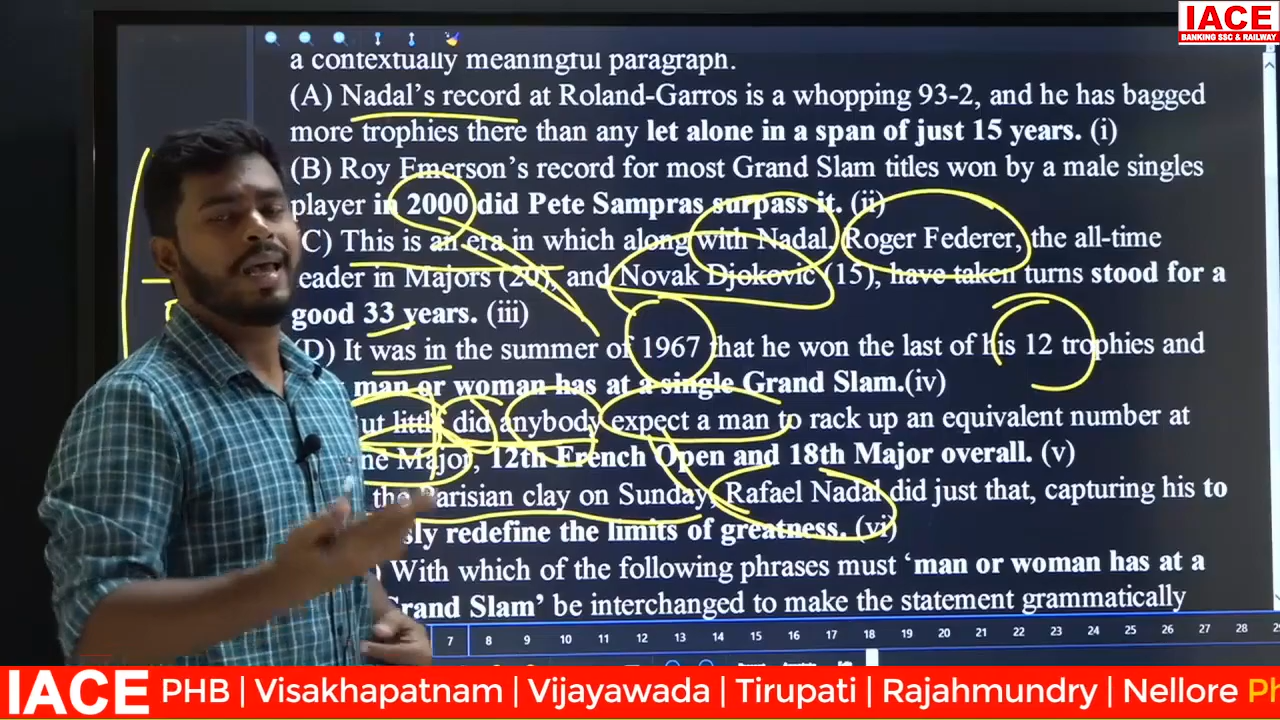 IACE
BANKING SSC & RAILWAY
a contextually meaningful paragraph.
(A) Nadal's record at Roland-Garros is a whopping 93-2, and he has bagged
more trophies there than any let alone in a span of just 15 years. (i)
(B) Roy Emerson's record for most Grand Slam titles won by a male singles
player in 2000 did Pete Sampras surpass it. (ii)
C) This is an era in which along with Nadal, Roger Federer, the all-time
leader in Majors (20), and Novak Djokovic (15), have taken turns stood for a
good 33 years. (iii)
(D) It was in the summer of 1967 that he won the last of his 12 trophies and
man or woman has at a single Grand Slam.(iv)
ut little did anybody expect a man to rack up an equivalent number at
ne Major, 12th French Open and 18th Major overall. (v)
the Parisian clay on Sunday, Rafael Nadal did just that, capturing his to
sly redefine the limits of greatness. (vi)
) With which of the following phrases must 'man or woman has at a
Grand Slam' be interchanged to make the statement grammatically
7 8 9 10 11 12 13 14 15 16 17 18 19 20 21 22 23 24 25 26 27 28 29
IACE PHB | Visakhapatnam | Vijayawada | Tirupati | Rajahmundry | Nellore Ph